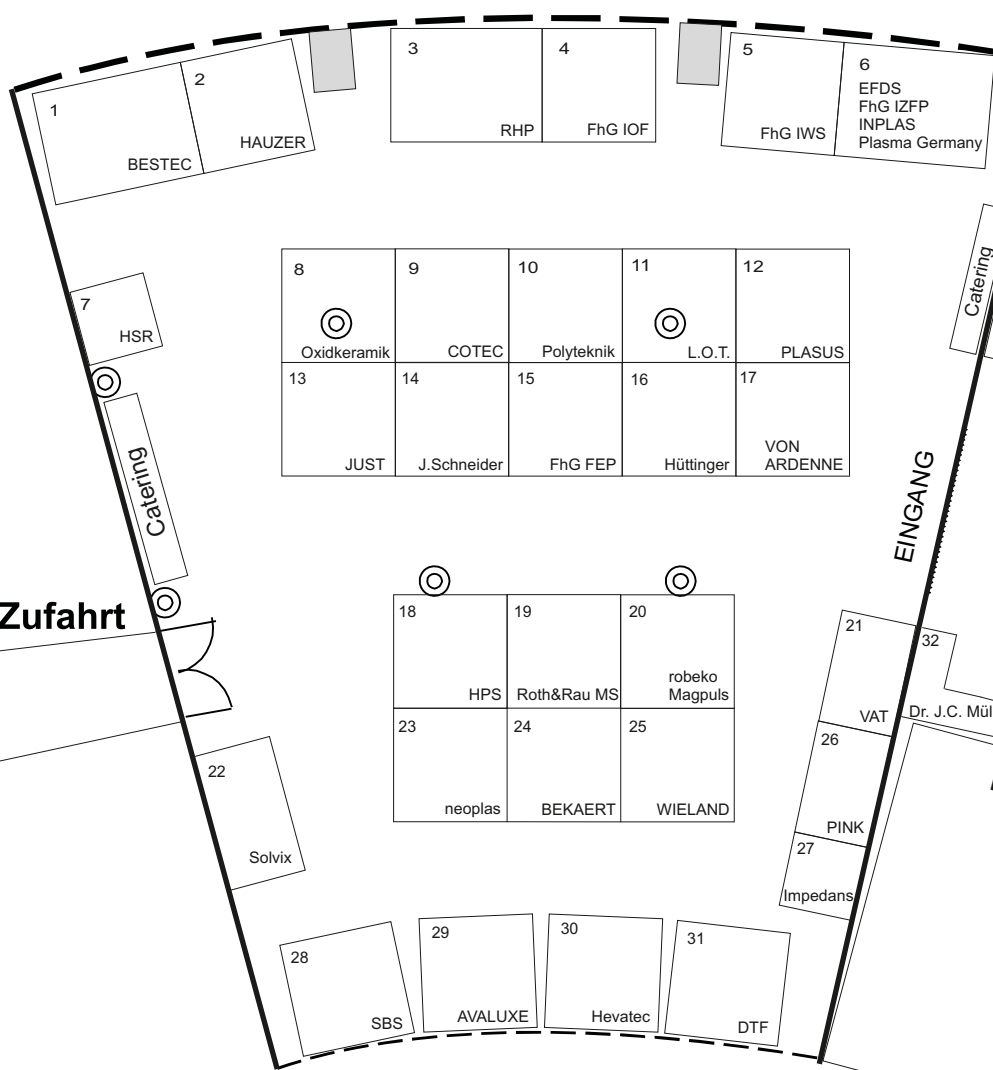 1
BESTEC
2
HAUZER
3
RHP
4
FhG IOF
5
FhG IWS
6
EFDS
FhG IZFP
INPLAS
Plasma Germany
7
HSR
8
Oxidkeramik
9
COTEC
10
Polyteknik
11
L.O.T.
12
PLASUS
Catering
13
JUST
14
J.Schneider
15
FhG FEP
16
Hüttinger
17
VON
ARDENNE
Catering
EINGANG
Zufahrt
18
HPS
19
Roth&Rau MS
20
robeko
Magpuls
21
VAT
32
Dr. J.C. Mül
22
Solvix
23
neoplas
24
BEKAERT
25
WIELAND
26
PINK
27
Impedans
28
SBS
29
AVALUXE
30
Hevatec
31
DTF